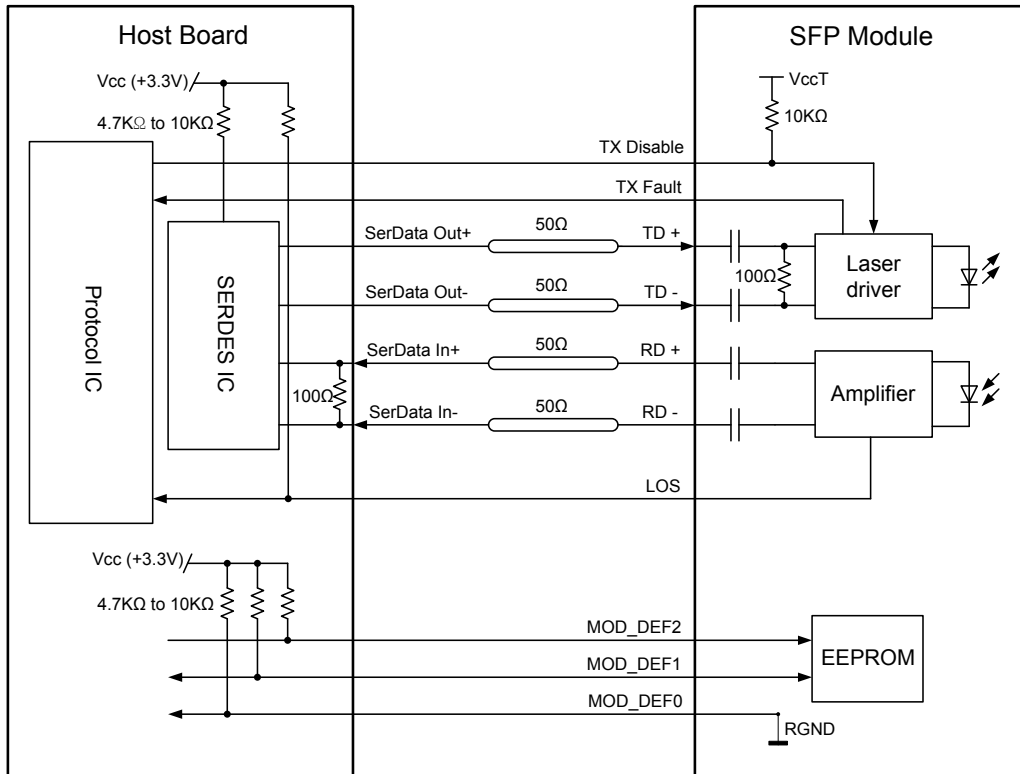 Host Board
SFP Module
Vcc (+3.3V)
VccT
4.7KΩ to 10KΩ
10KΩ
TX Disable
TX Fault
SerData Out+
50Ω
TD +
SerData Out-
50Ω
TD -
100Ω
Laser
driver
Protocol IC
SERDES IC
SerData In+
50Ω
RD +
100Ω
SerData In-
50Ω
RD -
Amplifier
LOS
Vcc (+3.3V)
4.7KΩ to 10KΩ
MOD_DEF2
MOD_DEF1
MOD_DEF0
EEPROM
RGND